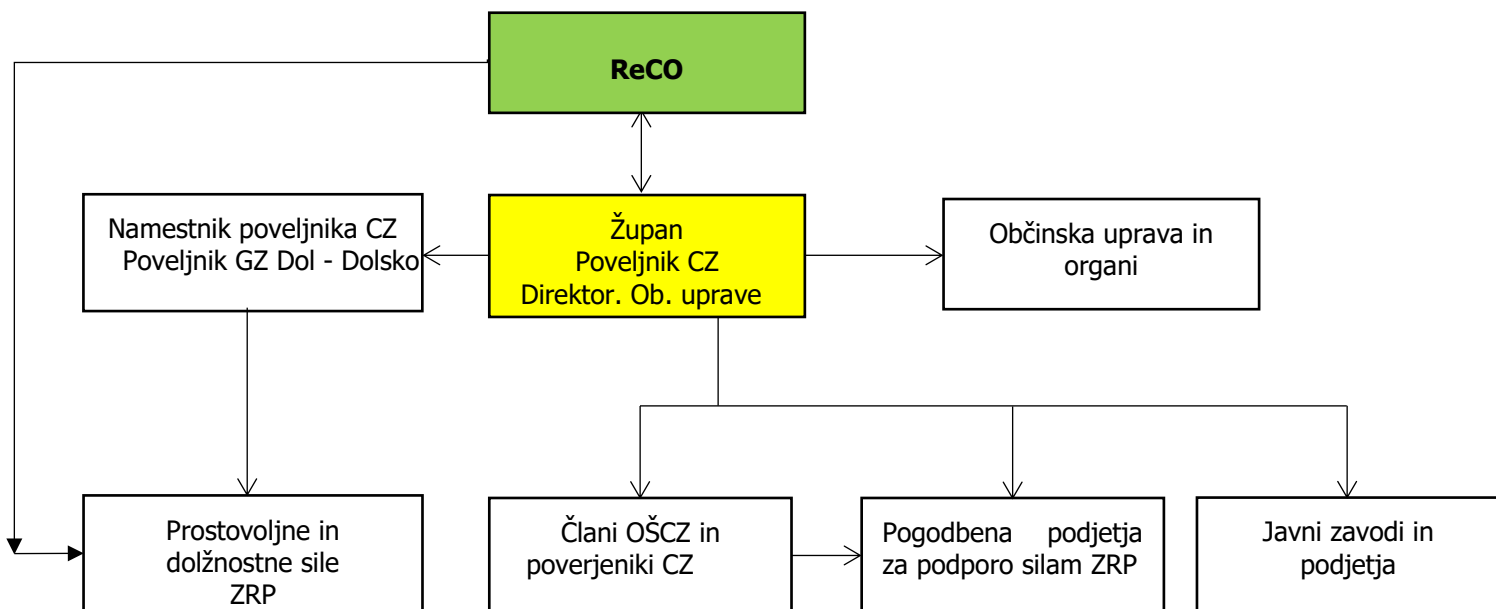 ReCO
Namestnik poveljnika CZ
Poveljnik GZ Dol - Dolsko
Župan
Poveljnik CZ
Direktor. Ob. uprave
Občinska uprava in
organi
Prostovoljne in
dolžnostne sile
ZRP
Člani OŠCZ in
poverjeniki CZ
Pogodbena podjetja
za podporo silam ZRP
Javni zavodi in
podjetja